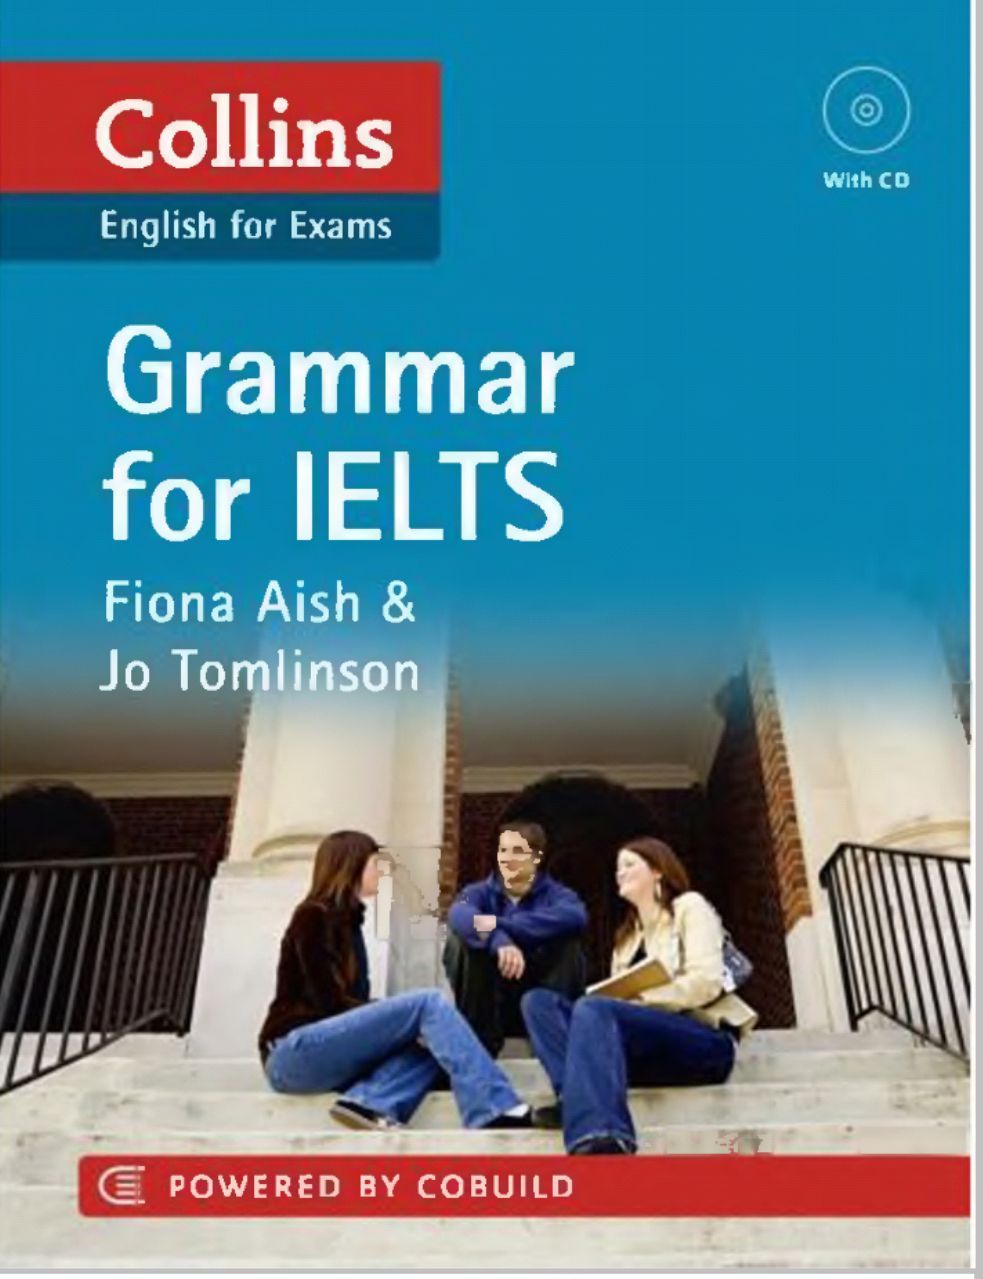 Collins
English for Exams
With CD
Grammar
for IELTS
Fiona Aish &
Jo Tomlinson
POWERED BY COBUILD